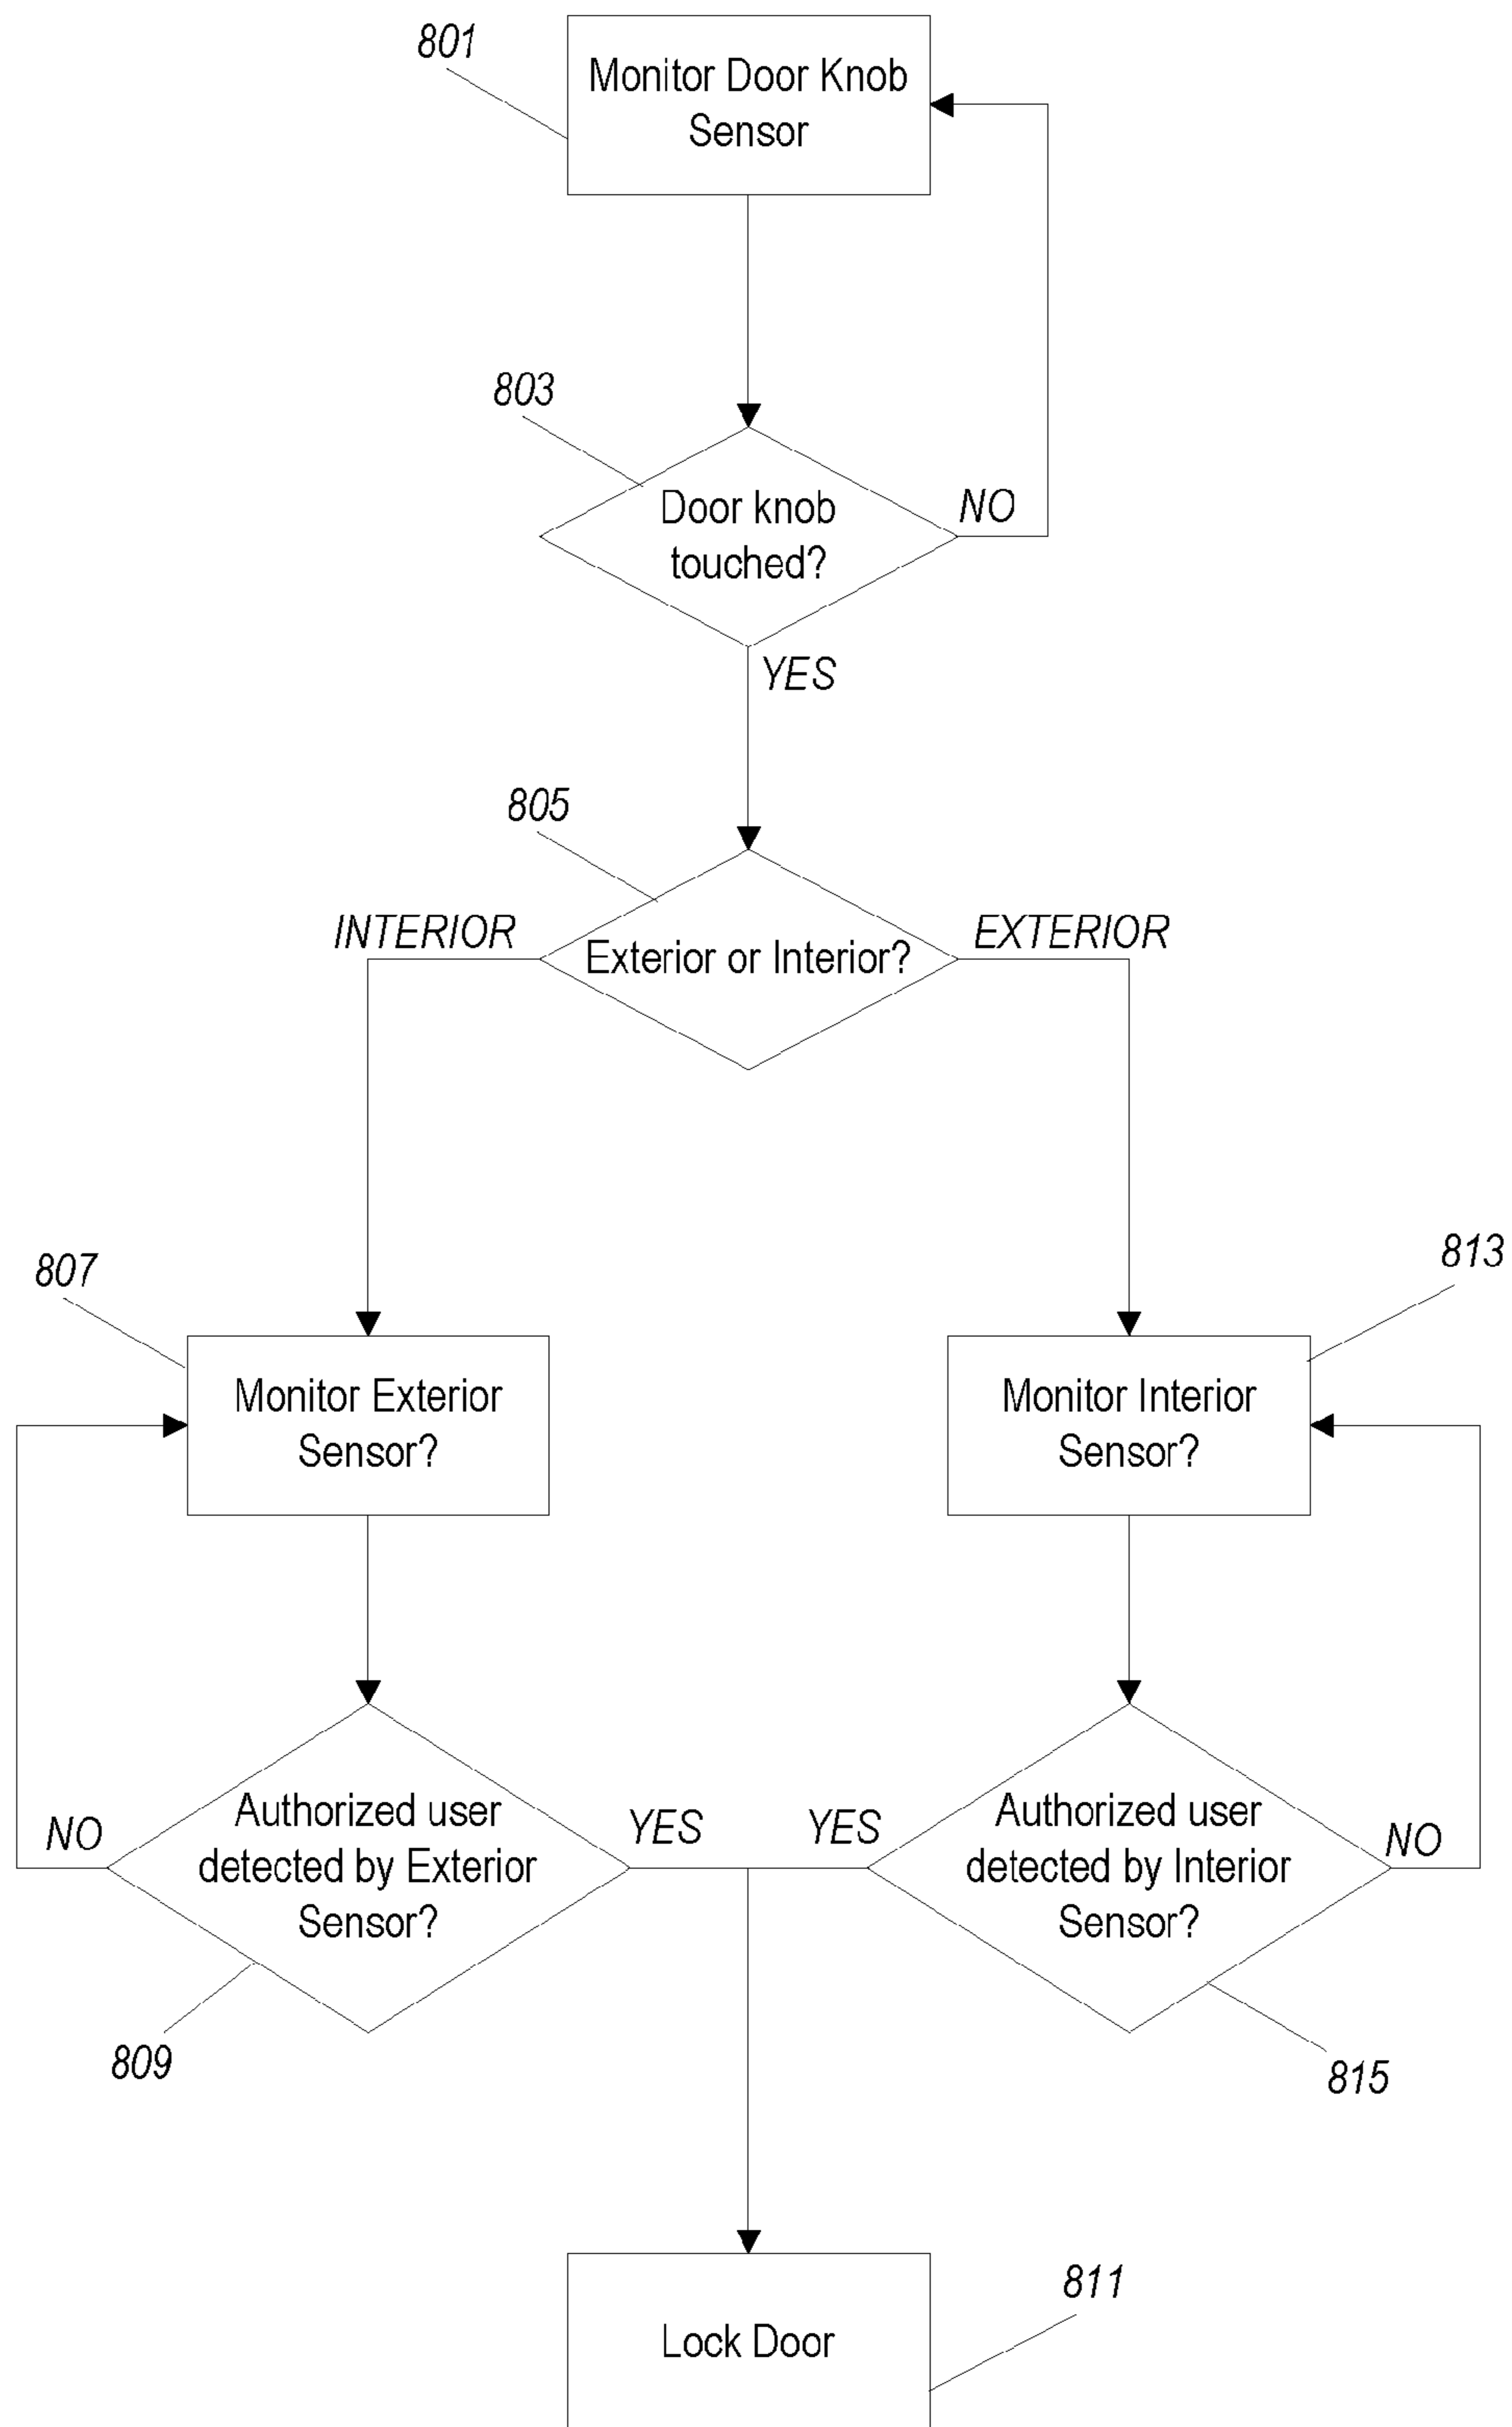 801
Monitor Door Knob
Sensor
803
Door knob
touched?
NO
YES
805
INTERIOR
Exterior or Interior?
EXTERIOR
807
Monitor Exterior
Sensor?
813
Monitor Interior
Sensor?
NO
Authorized user
detected by Exterior
Sensor?
YES
809
YES
Authorized user
detected by Interior
Sensor?
NO
815
Lock Door
811